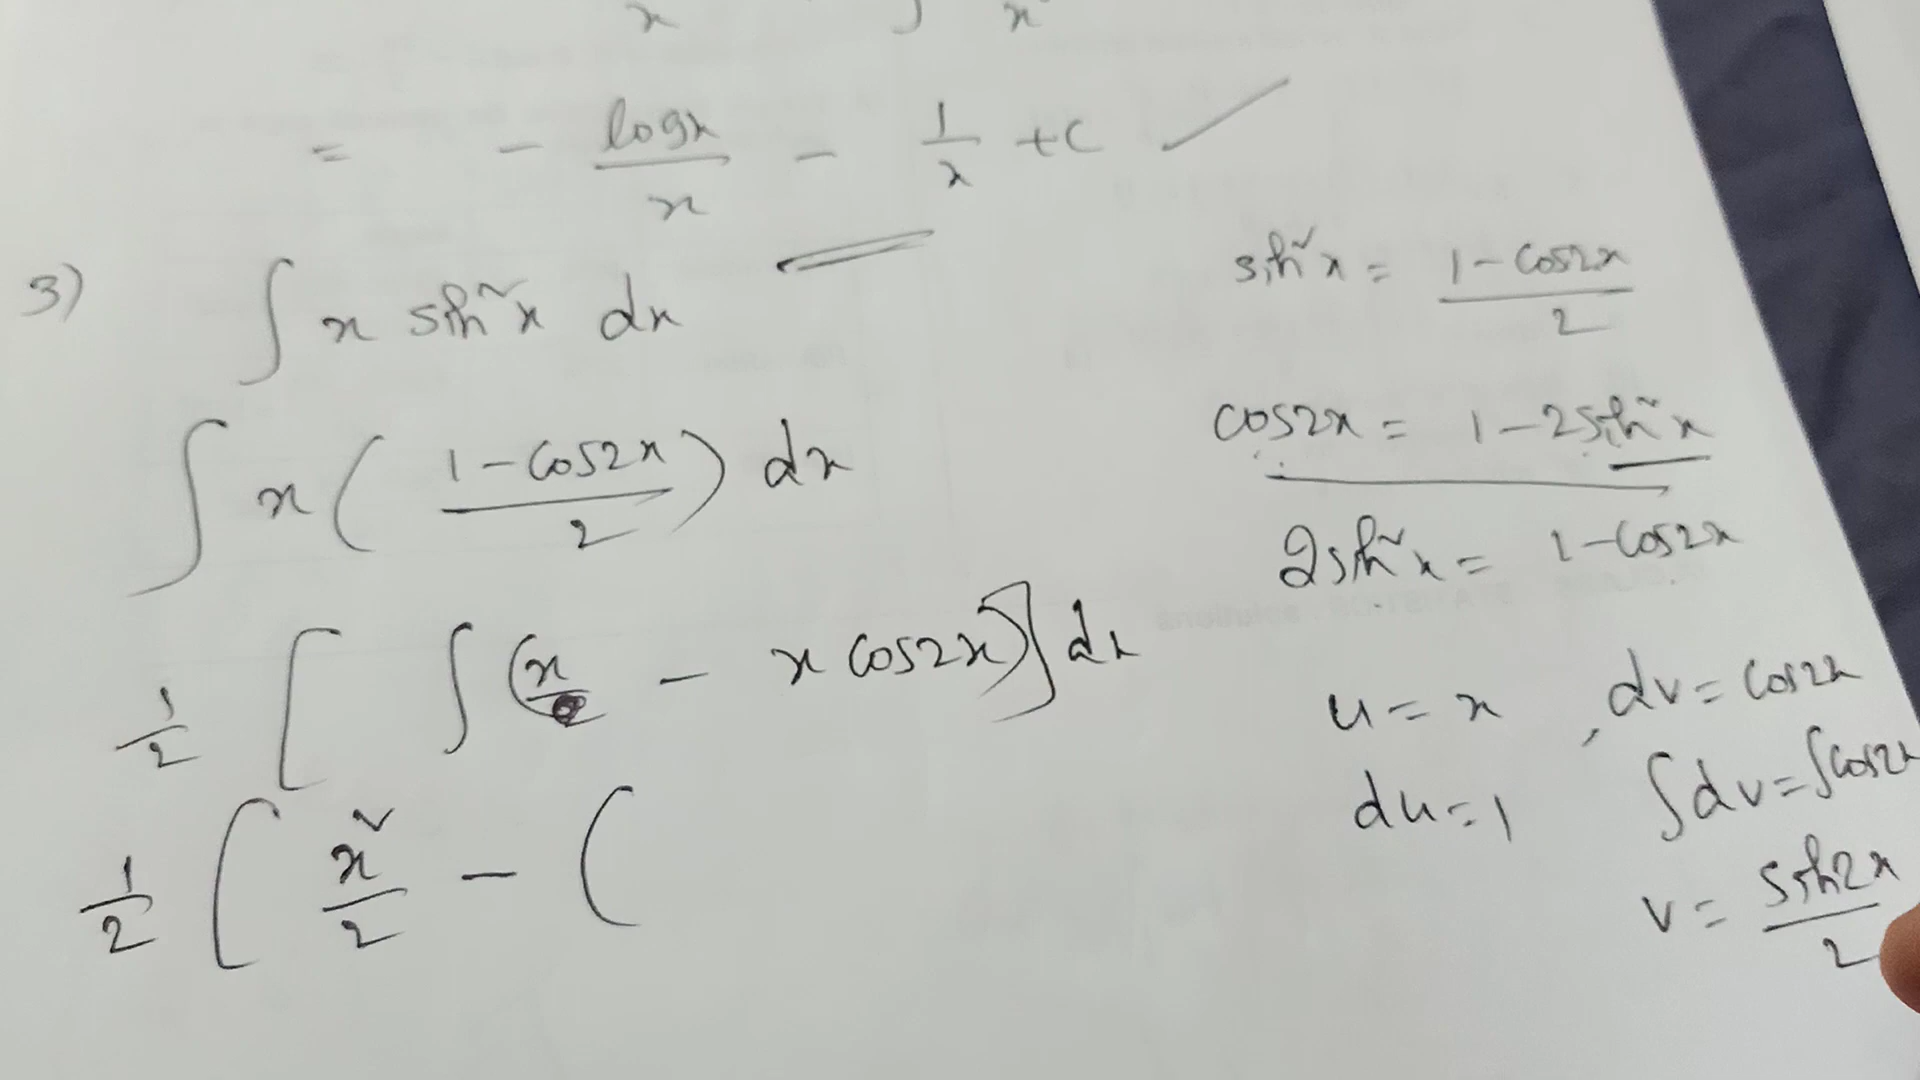 x ∫ x
= - logx/x - 1/x + C ✓
3) ∫ x sin²x dx
∫ x ( (1-cos2x)/2 ) dx
1/2 [ ∫ (x - x cos2x) ] dx
1/2 [ x²/2 - (
sin²x = (1-cos2x)/2
cos2x = 1-2sin²x
2sin²x = 1-cos2x
u = x , dv = cos2x
du = 1 ∫dv = ∫cos2x
v = sin2x/2